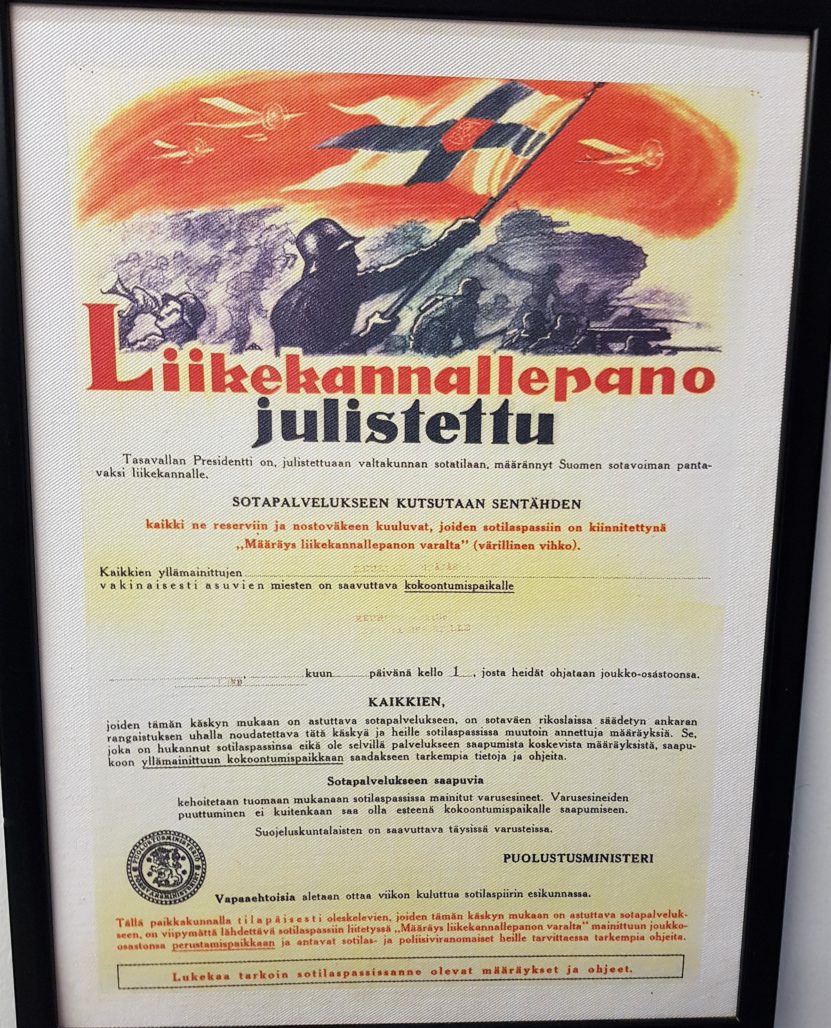 Liikekannallepano
julistettu
Tasavallan Presidentti on, julistettuaan valtakunnan sotatilaan, määrännyt Suomen sotavoiman panta-
vaksi liikekannalle.
SOTAPALVELUKSEEN KUTSUTAAN SENTÄHDEN
kaikki ne reserviin ja nostoväkeen kuuluvat, joiden sotilaspassiin on kiinnitettynä
„Määräys liikekannallepanon varalta” (värillinen vihko).
Kaikkien yllämainittujen
vakinaisesti asuvien miesten on saavuttava kokoontumispaikalle
kuun päivänä kello 1, josta heidät ohjataan joukko-osastoonsa.
KAIKKIEN,
joiden tämän käskyn mukaan on astuttava sotapalvelukseen, on sotaväen rikoslaissa säädetyn ankaran
rangaistuksen uhalla noudatettava tätä käskyä ja heille sotilaspassissa muutoin annettuja määräyksiä. Se,
joka on hukannut sotilaspassinsa eikä ole selvillä palvelukseen saapumista koskevista määräyksistä, saapu-
koon yllämainittuun kokoontumispaikkaan saadakseen tarkempia tietoja ja ohjeita.
Sotapalvelukseen saapuvia
kehoitetaan tuomaan mukanaan sotilaspassissa mainitut varusesineet. Varusesineiden
puuttuminen ei kuitenkaan saa olla esteenä kokoontumispaikalle saapumiseen.
Suojeluskuntalaisten on saavuttava täysissä varusteissa.
PUOLUSTUSMINISTERI
PUOLUSTUSMINISTERIÖ
Vapaaehtoisia aletaan ottaa viikon kuluttua sotilaspiirin esikunnassa.
Tällä paikkakunnalla tilapäisesti oleskelevien, joiden tämän käskyn mukaan on astuttava sotapalveluk-
seen, on viipymättä lähdettävä sotilaspassiin liitetyssä „Määräys liikekannallepanon varalta” mainittuun joukko-
osastonsa perustamispaikkaan ja antavat sotilas- ja poliisiviranomaiset heille tarvittaessa tarkempia ohjeita.
Lukekaa tarkoin sotilaspassissanne olevat määräykset ja ohjeet.